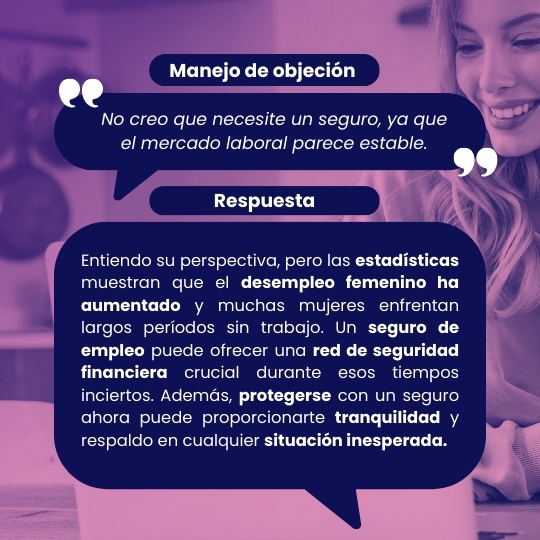 Manejo de objeción
No creo que necesite un seguro, ya que
el mercado laboral parece estable.
Respuesta
Entiendo su perspectiva, pero las estadísticas
muestran que el desempleo femenino ha
aumentado y muchas mujeres enfrentan
largos períodos sin trabajo. Un seguro de
empleo puede ofrecer una red de seguridad
financiera crucial durante esos tiempos
inciertos. Además, protegerse con un seguro
ahora puede proporcionarte tranquilidad y
respaldo en cualquier situación inesperada.